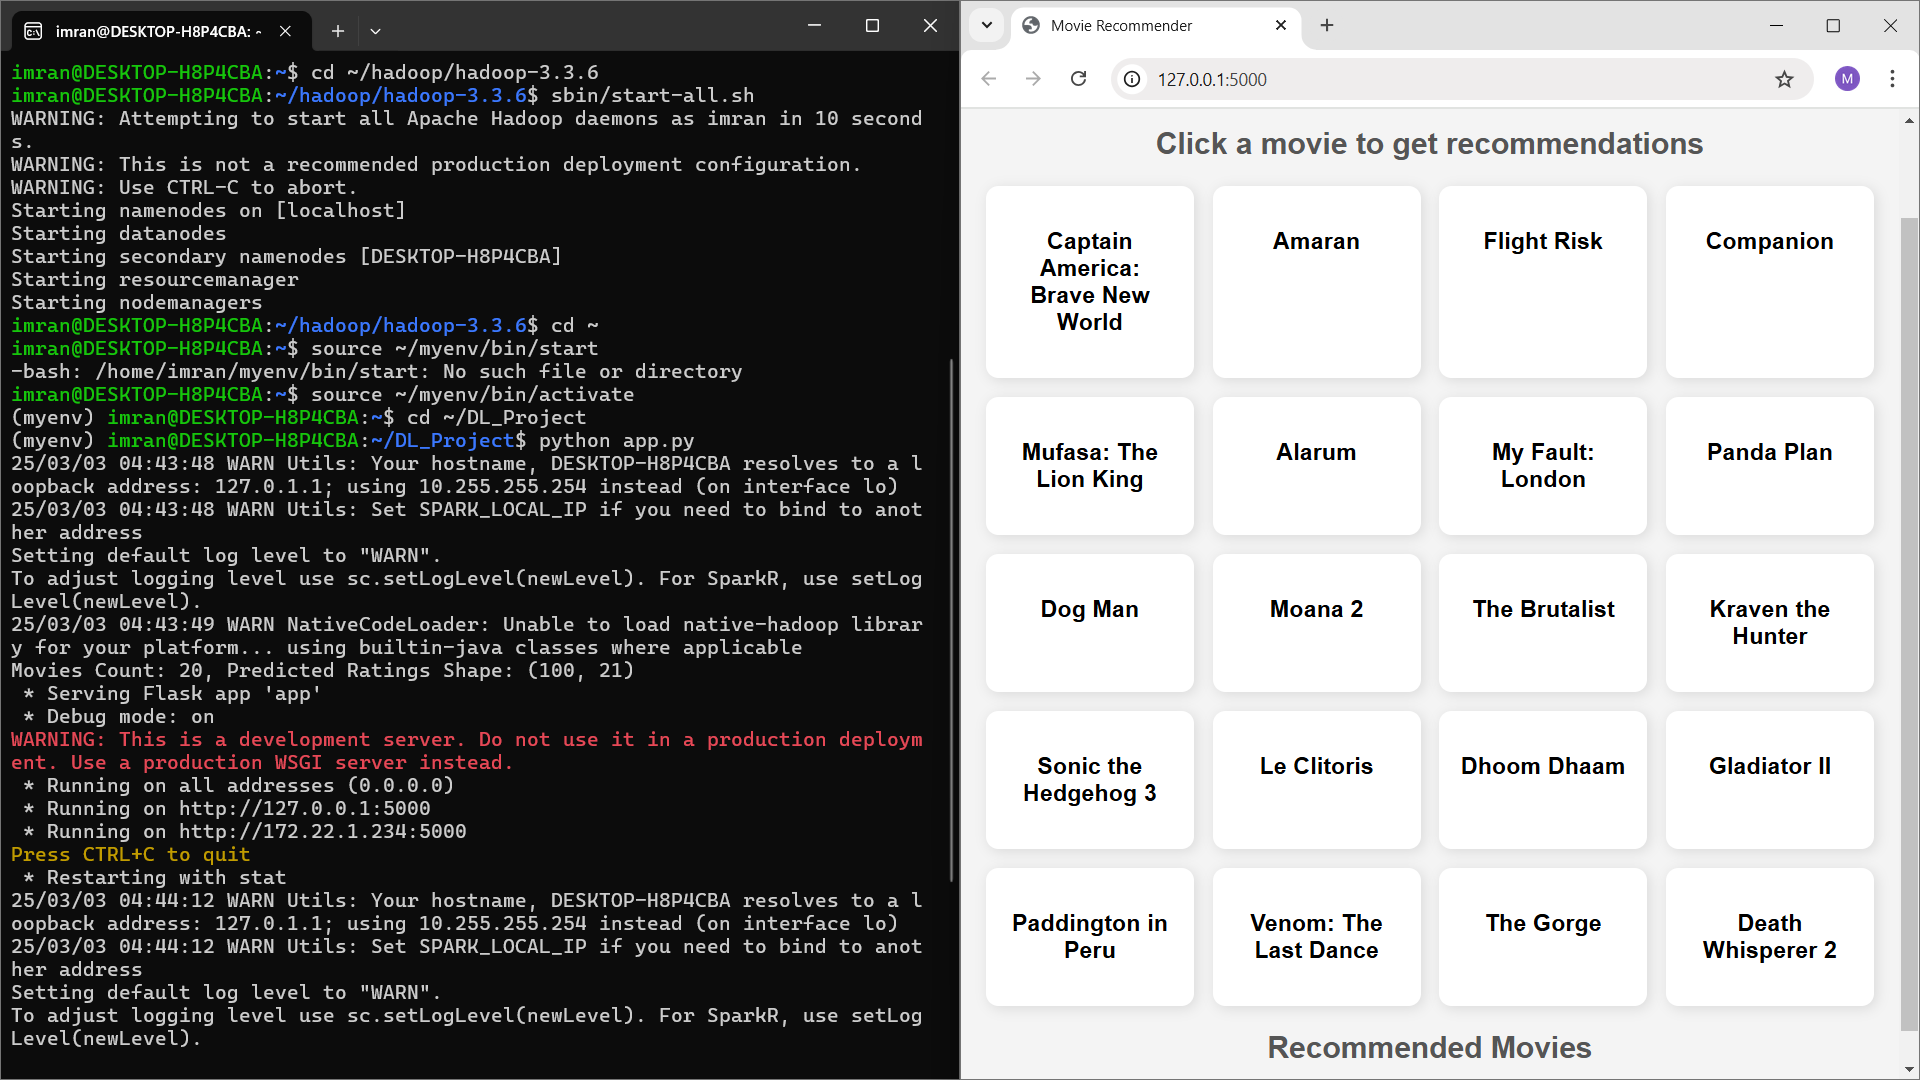 imran@DESKTOP-H8P4CBA: ~
imran@DESKTOP-H8P4CBA:~$ cd ~/hadoop/hadoop-3.3.6
imran@DESKTOP-H8P4CBA:~/hadoop/hadoop-3.3.6$ sbin/start-all.sh
WARNING: Attempting to start all Apache Hadoop daemons as imran in 10 second
s.
WARNING: This is not a recommended production deployment configuration.
WARNING: Use CTRL-C to abort.
Starting namenodes on [localhost]
Starting datanodes
Starting secondary namenodes [DESKTOP-H8P4CBA]
Starting resourcemanager
Starting nodemanagers
imran@DESKTOP-H8P4CBA:~/hadoop/hadoop-3.3.6$ cd ~
imran@DESKTOP-H8P4CBA:~$ source ~/myenv/bin/start
-bash: /home/imran/myenv/bin/start: No such file or directory
imran@DESKTOP-H8P4CBA:~$ source ~/myenv/bin/activate
(myenv) imran@DESKTOP-H8P4CBA:~$ cd ~/DL_Project
(myenv) imran@DESKTOP-H8P4CBA:~/DL_Project$ python app.py
25/03/03 04:43:48 WARN Utils: Your hostname, DESKTOP-H8P4CBA resolves to a l
oopback address: 127.0.1.1; using 10.255.255.254 instead (on interface lo)
25/03/03 04:43:48 WARN Utils: Set SPARK_LOCAL_IP if you need to bind to anot
her address
Setting default log level to "WARN".
To adjust logging level use sc.setLogLevel(newLevel). For SparkR, use setLog
Level(newLevel).
25/03/03 04:43:49 WARN NativeCodeLoader: Unable to load native-hadoop librar
y for your platform... using builtin-java classes where applicable
Movies Count: 20, Predicted Ratings Shape: (100, 21)
 * Serving Flask app 'app'
 * Debug mode: on
WARNING: This is a development server. Do not use it in a production deploym
ent. Use a production WSGI server instead.
 * Running on all addresses (0.0.0.0)
 * Running on http://127.0.0.1:5000
 * Running on http://172.22.1.234:5000
Press CTRL+C to quit
 * Restarting with stat
25/03/03 04:44:12 WARN Utils: Your hostname, DESKTOP-H8P4CBA resolves to a l
oopback address: 127.0.1.1; using 10.255.255.254 instead (on interface lo)
25/03/03 04:44:12 WARN Utils: Set SPARK_LOCAL_IP if you need to bind to anot
her address
Setting default log level to "WARN".
To adjust logging level use sc.setLogLevel(newLevel). For SparkR, use setLog
Level(newLevel).
Movie Recommender
127.0.0.1:5000
M
Click a movie to get recommendations
Captain
America:
Brave New
World
Amaran
Flight Risk
Companion
Mufasa: The
Lion King
Alarum
My Fault:
London
Panda Plan
Dog Man
Moana 2
The Brutalist
Kraven the
Hunter
Sonic the
Hedgehog 3
Le Clitoris
Dhoom Dhaam
Gladiator II
Paddington in
Peru
Venom: The
Last Dance
The Gorge
Death
Whisperer 2
Recommended Movies